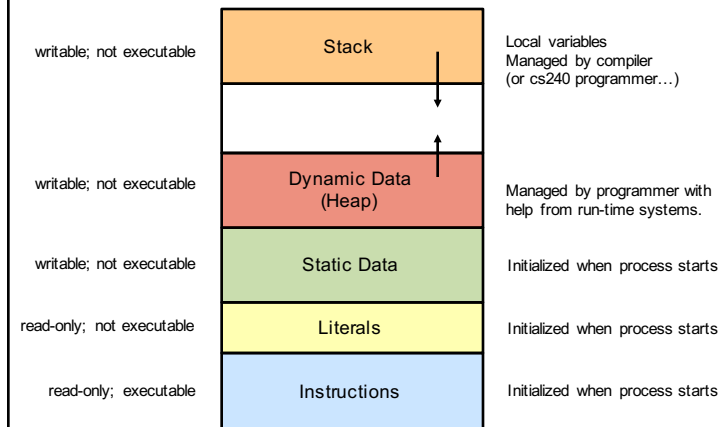 writable; not executable
Stack
Local variables
Managed by compiler
(or cs240 programmer…)
writable; not executable
Dynamic Data
(Heap)
Managed by programmer with
help from run-time systems.
writable; not executable
Static Data
Initialized when process starts
read-only; not executable
Literals
Initialized when process starts
read-only; executable
Instructions
Initialized when process starts